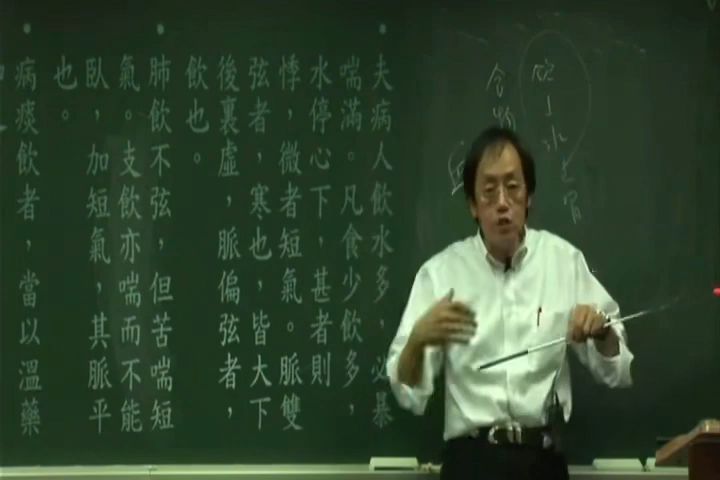 夫病人飲水多，必暴
喘滿。凡食少飲多，
水停心下，甚者則
悸，微者短氣。脈雙
弦者，寒也，皆大下
後裏虛，脈偏弦者，
飲也。
肺飲不弦，但苦喘短
氣。支飲亦喘而不能
臥，加短氣，其脈平
也。
病痰飲者，當以溫藥